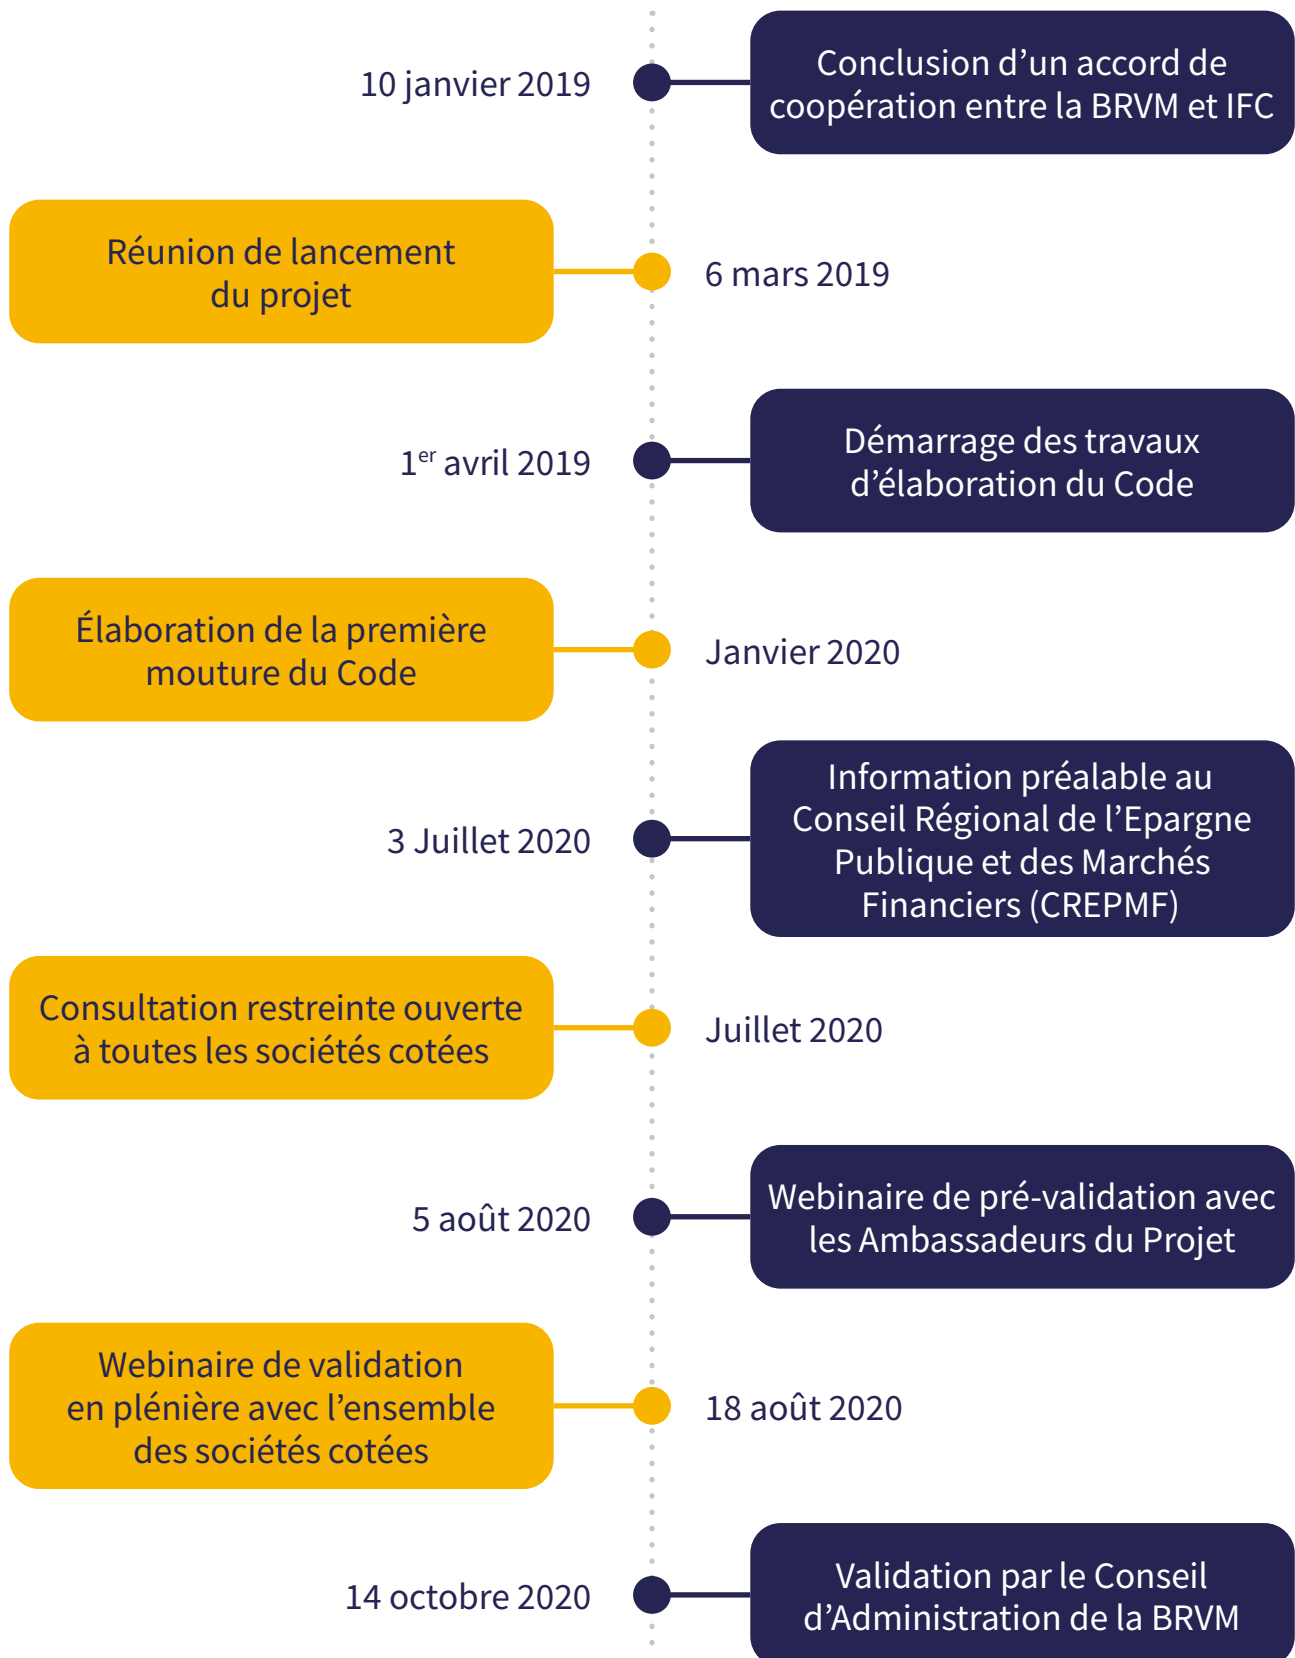 10 janvier 2019
Conclusion d’un accord de
coopération entre la BRVM et IFC
Réunion de lancement
du projet
6 mars 2019
1er avril 2019
Démarrage des travaux
d’élaboration du Code
Élaboration de la première
mouture du Code
Janvier 2020
3 Juillet 2020
Information préalable au
Conseil Régional de l’Epargne
Publique et des Marchés
Financiers (CREPMF)
Consultation restreinte ouverte
à toutes les sociétés cotées
Juillet 2020
5 août 2020
Webinaire de pré-validation avec
les Ambassadeurs du Projet
Webinaire de validation
en plénière avec l’ensemble
des sociétés cotées
18 août 2020
14 octobre 2020
Validation par le Conseil
d’Administration de la BRVM